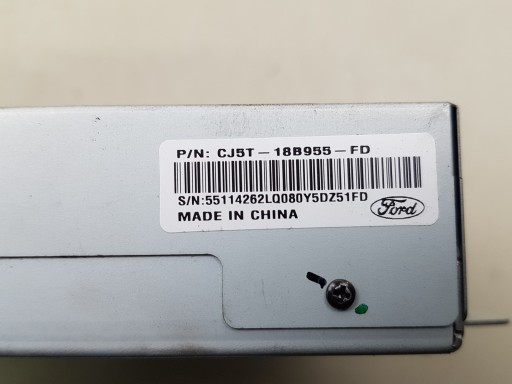 P/N: CJ5T-18B955-FD
S/N:55114262LQ080Y5DZ51FD
MADE IN CHINA
Ford